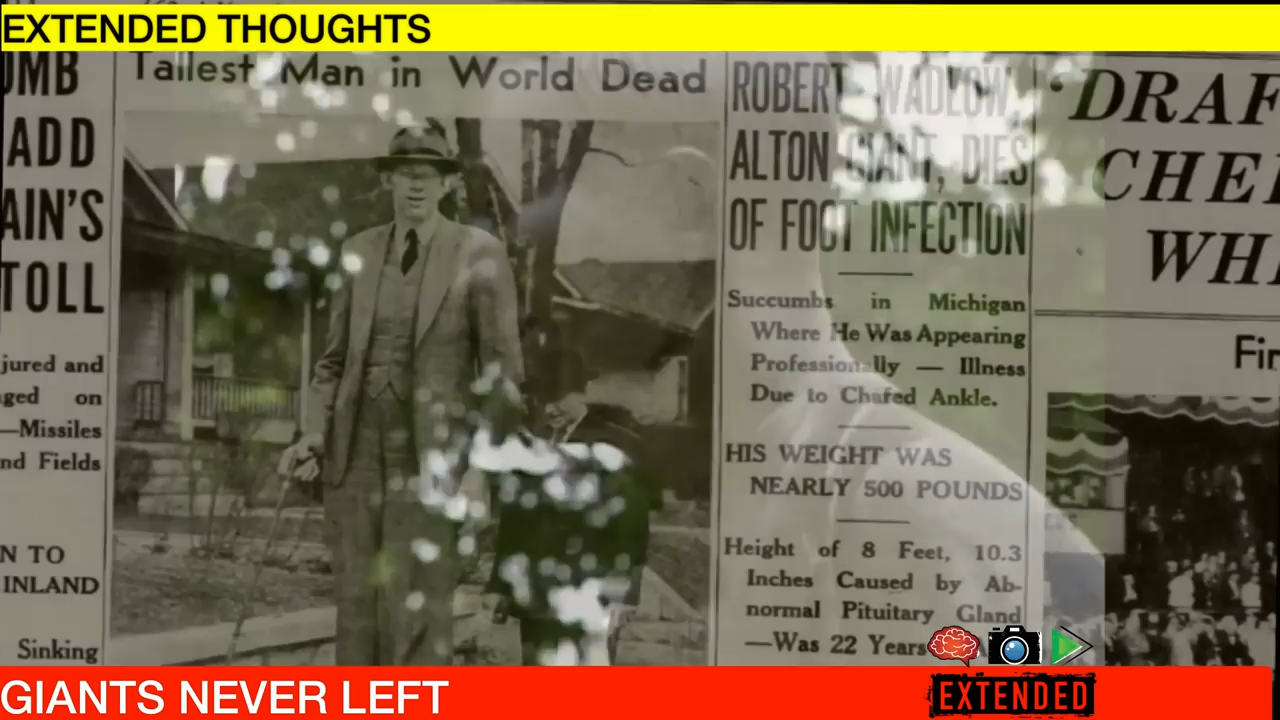 EXTENDED THOUGHTS
OMB
ADD
AIN'S
TOLL
jured and
ged on
—Missiles
nd Fields
N TO
INLAND
Sinking
Tallest Man in World Dead
ROBERT WADLOW,
ALTON GIANT, DIES
OF FOOT INFECTION
Succumbs in Michigan
Where He Was Appearing
Professionally — Illness
Due to Chafed Ankle.
HIS WEIGHT WAS
NEARLY 500 POUNDS
Height of 8 Feet, 10.3
Inches Caused by Ab-
normal Pituitary Gland
—Was 22 Years
'DRAF
CHE
WH
Fir
GIANTS NEVER LEFT
EXTENDED